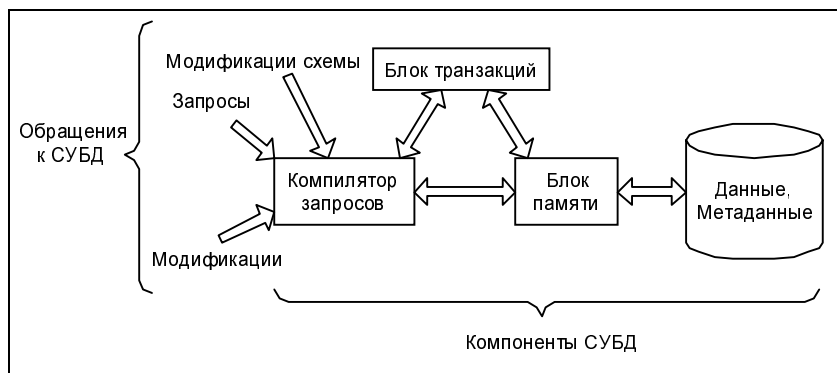 Модификации схемы
Блок транзакций
Запросы
Обращения
к СУБД
Компилятор
запросов
Блок
памяти
Данные,
Метаданные
Модификации
Компоненты СУБД